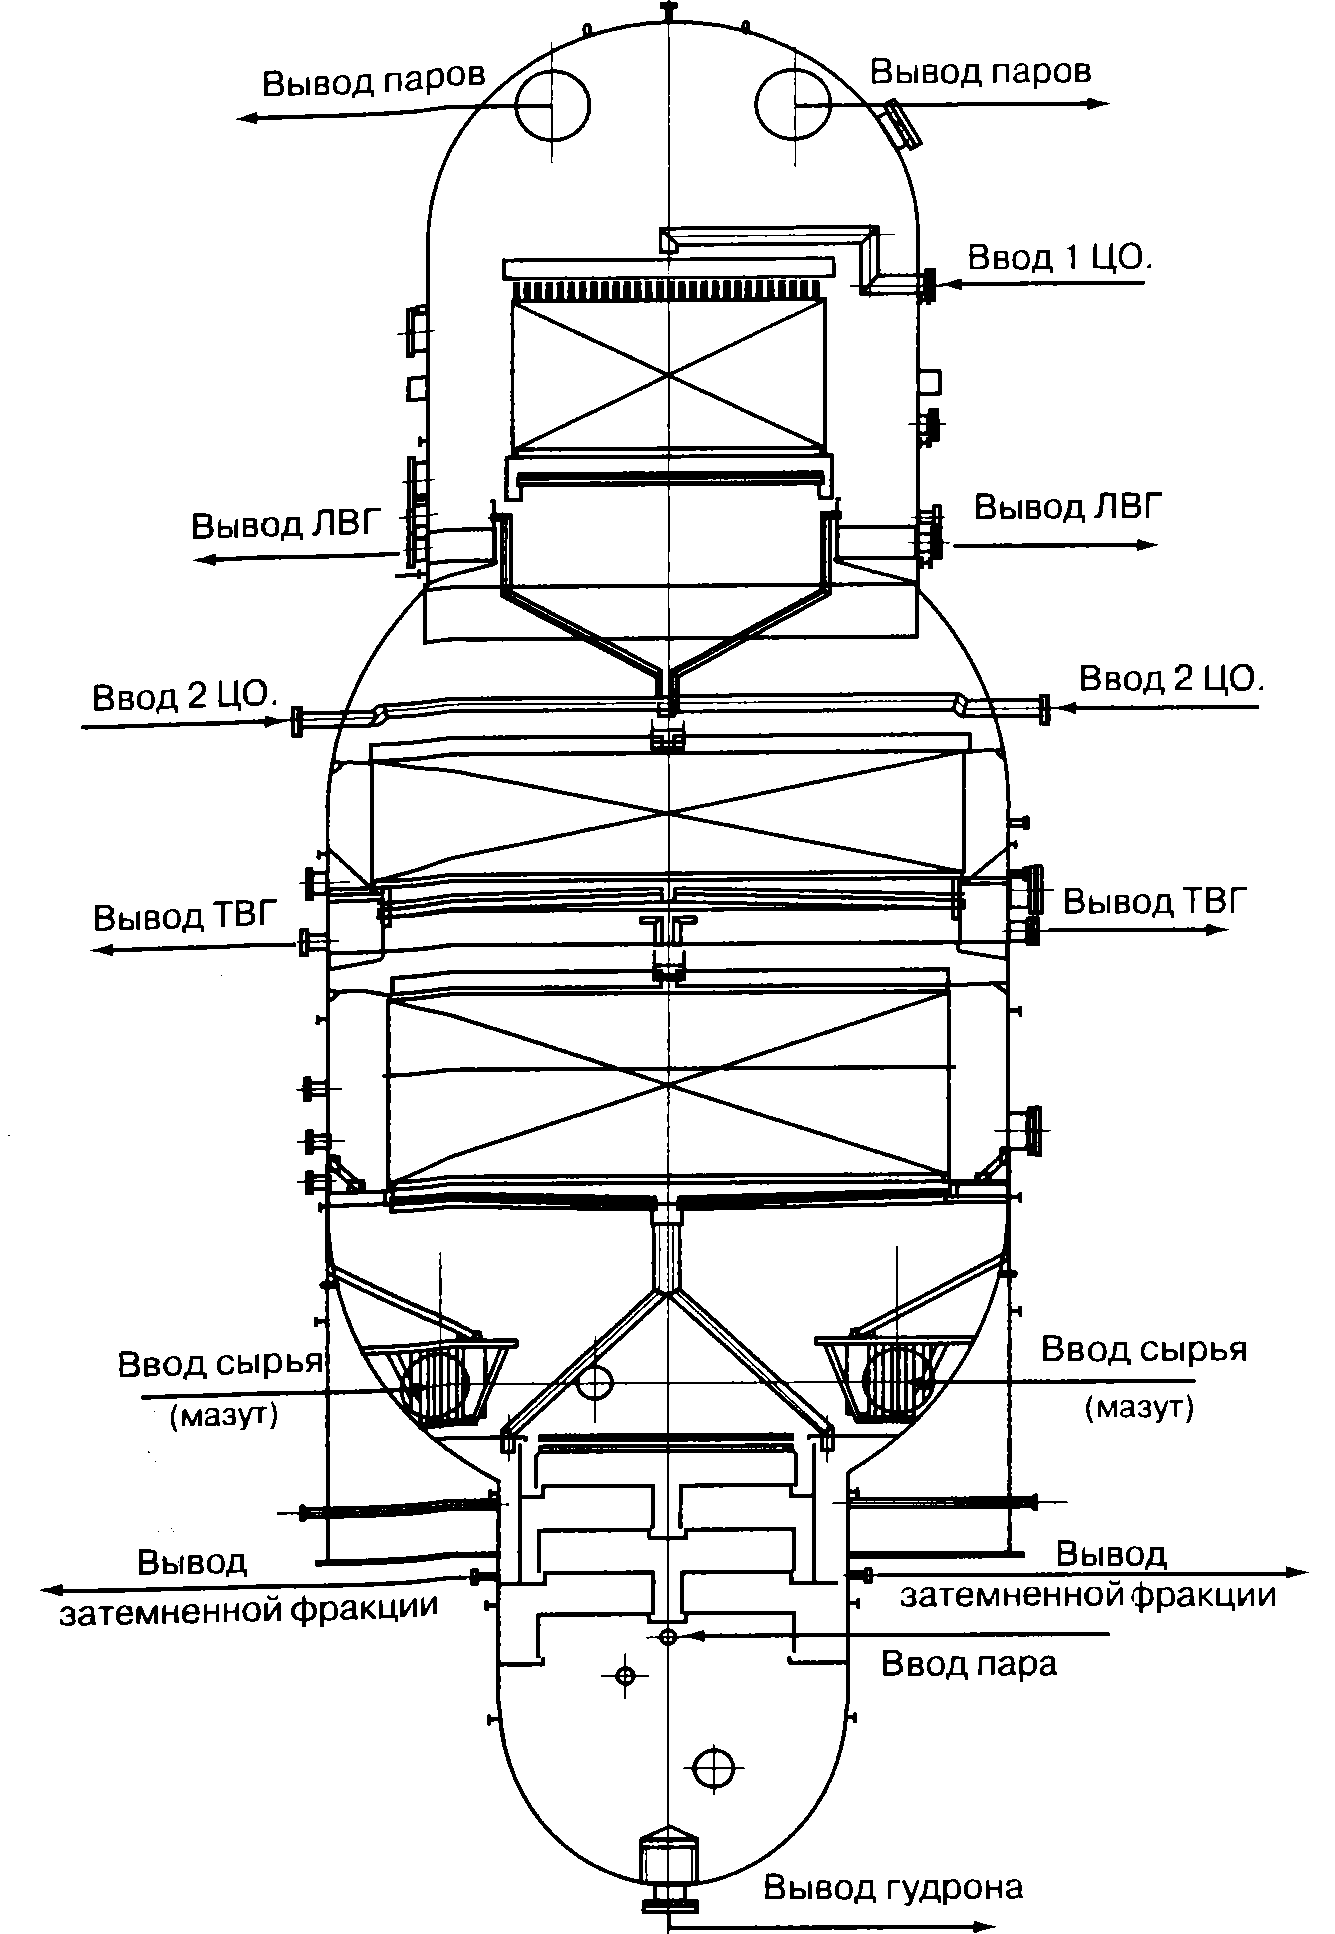 Вывод паров
Вывод паров
Ввод 1 ЦО.
Вывод ЛВГ
Вывод ЛВГ
Ввод 2 ЦО.
Ввод 2 ЦО.
Вывод ТВГ
Вывод ТВГ
Ввод сырья
(мазут)
Ввод сырья
(мазут)
Вывод
затемненной фракции
Вывод
затемненной фракции
Ввод пара
Вывод гудрона